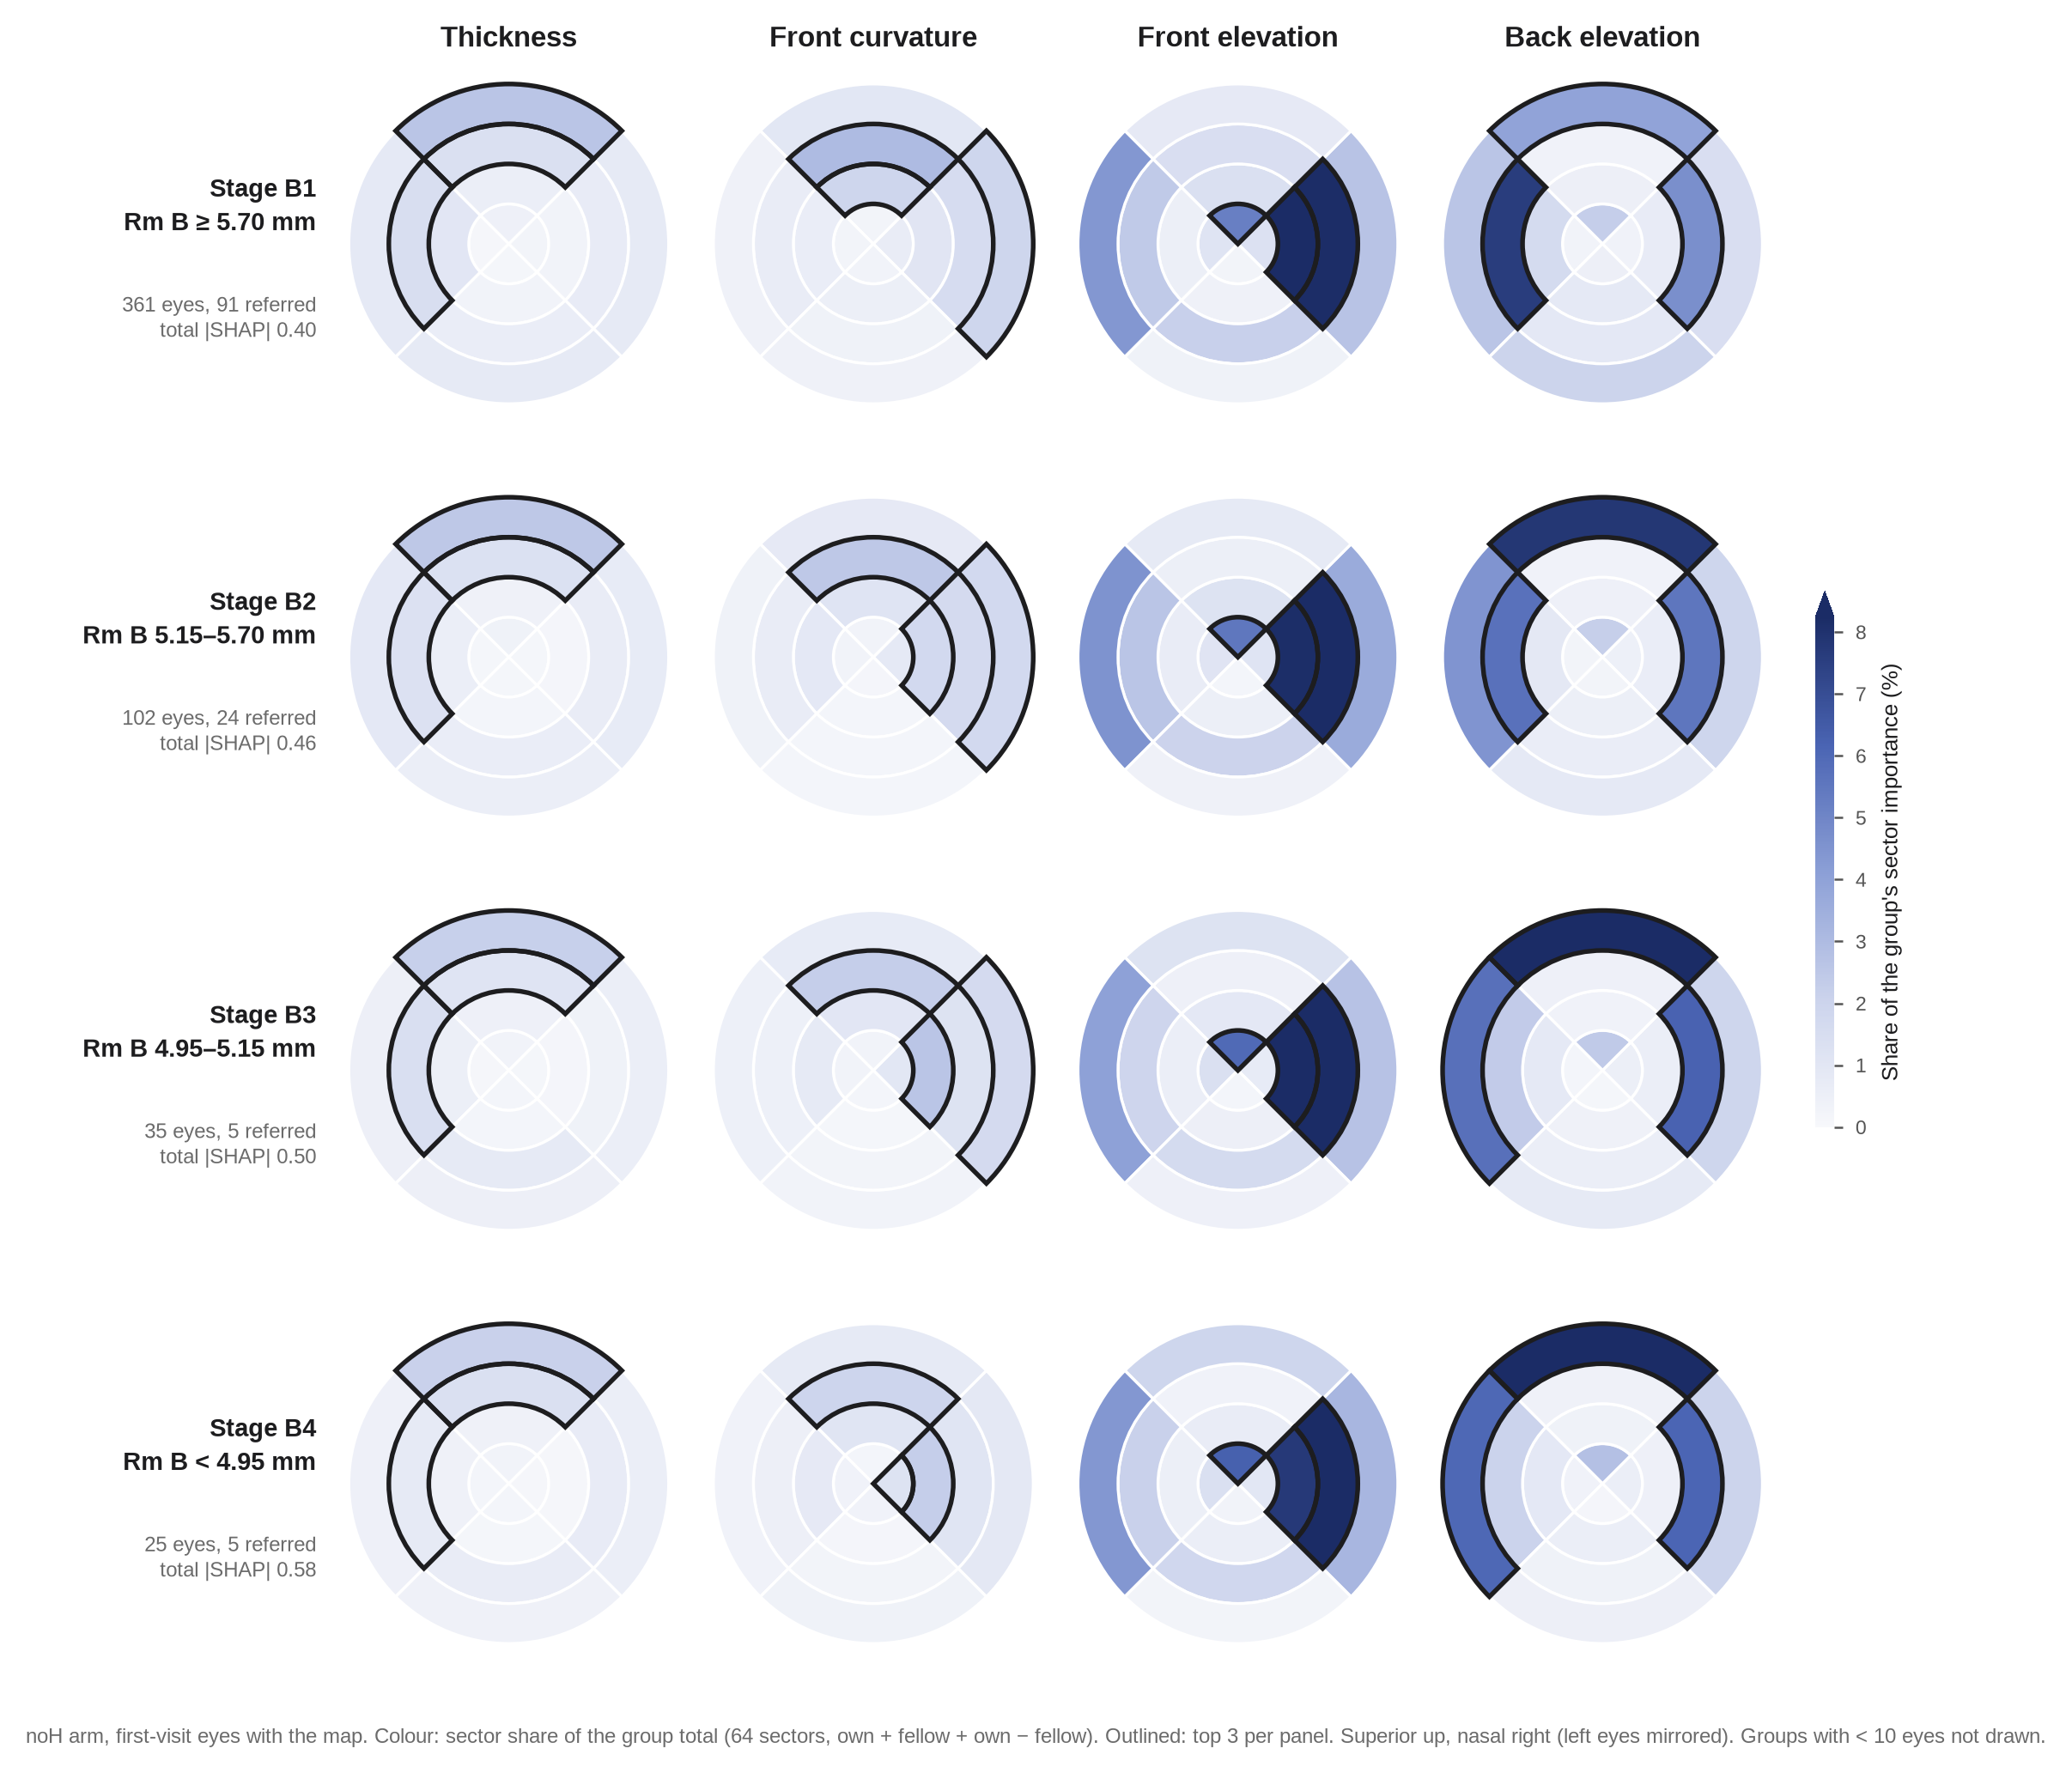 Thickness
Front curvature
Front elevation
Back elevation
Stage B1
Rm B ≥ 5.70 mm
361 eyes, 91 referred
total |SHAP| 0.40
Stage B2
Rm B 5.15–5.70 mm
102 eyes, 24 referred
total |SHAP| 0.46
Stage B3
Rm B 4.95–5.15 mm
35 eyes, 5 referred
total |SHAP| 0.50
Stage B4
Rm B < 4.95 mm
25 eyes, 5 referred
total |SHAP| 0.58
8
7
6
5
4
3
2
1
0
Share of the group's sector importance (%)
noH arm, first-visit eyes with the map. Colour: sector share of the group total (64 sectors, own + fellow + own − fellow). Outlined: top 3 per panel. Superior up, nasal right (left eyes mirrored). Groups with < 10 eyes not drawn.